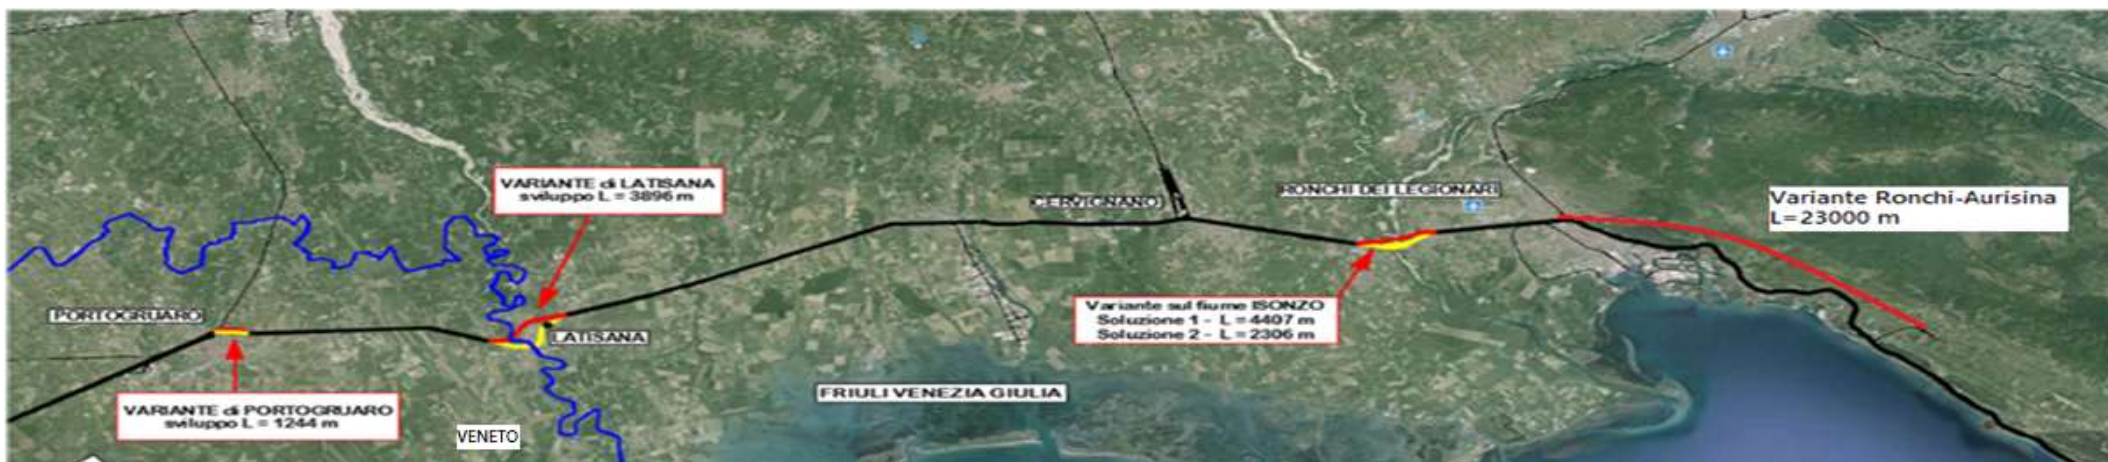 VARIANTE di LATISANA
sviluppo L = 3896 m
CERVIGNANO
RONCHI DEI LEGIONARI
Variante Ronchi-Aurisina
L=23000 m
PORTOGRUARO
LATISANA
Variante sul fiume ISONZO
Soluzione 1 - L = 4407 m
Soluzione 2 - L = 2306 m
FRIULI VENEZIA GIULIA
VARIANTE di PORTOGRUARO
sviluppo L = 1244 m
VENETO